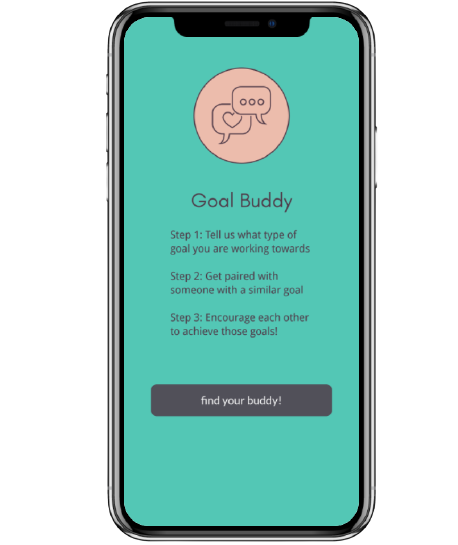 Goal Buddy
Step 1: Tell us what type of
goal you are working towards
Step 2: Get paired with
someone with a similar goal
Step 3: Encourage each other
to achieve those goals!
find your buddy!